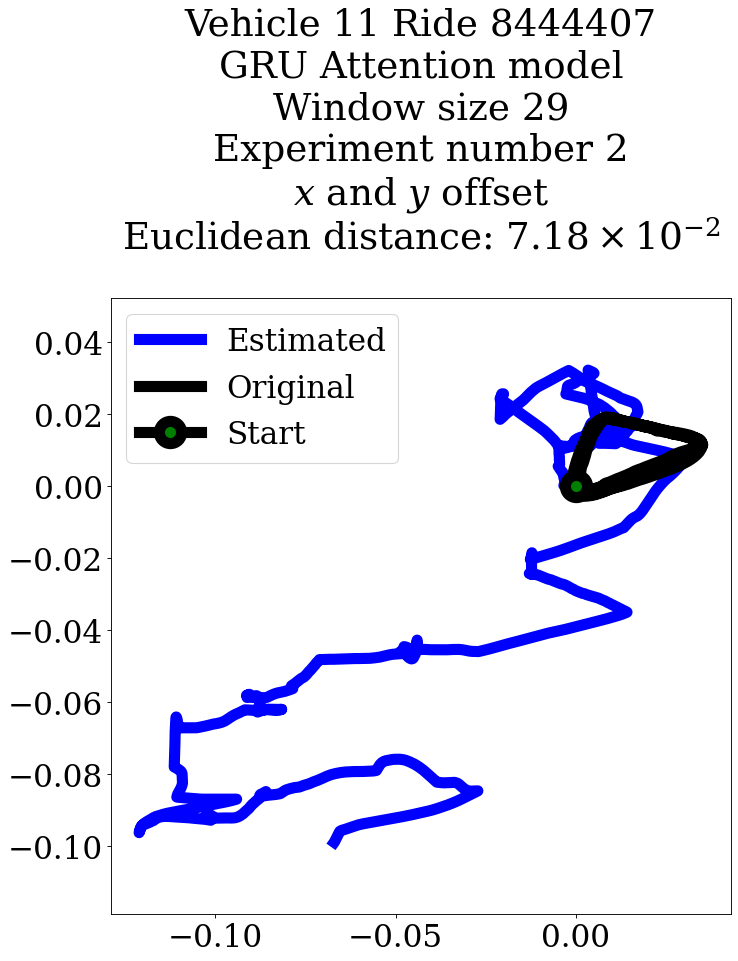 Vehicle 11 Ride 8444407
GRU Attention model
Window size 29
Experiment number 2
x and y offset
Euclidean distance: 7.18 × 10⁻²
Estimated
Original
Start
0.04
0.02
0.00
−0.02
−0.04
−0.06
−0.08
−0.10
−0.10 −0.05 0.00